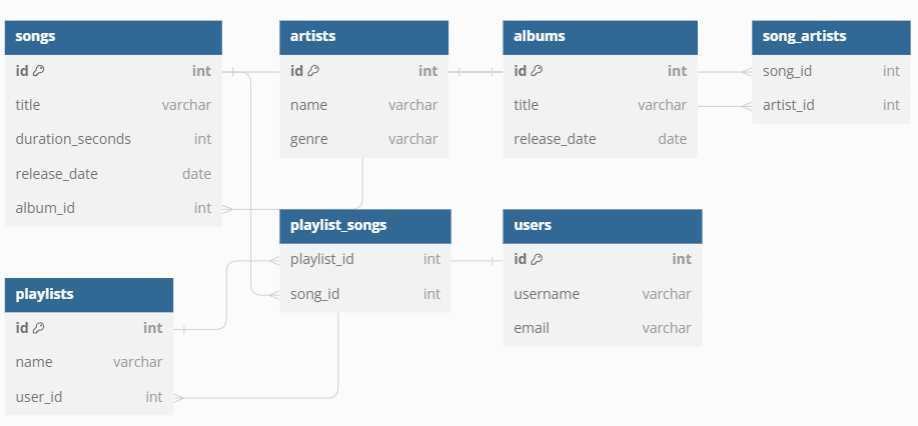 songs
id int
title varchar
duration_seconds int
release_date date
album_id int
artists
id int
name varchar
genre varchar
albums
id int
title varchar
release_date date
song_artists
song_id int
artist_id int
playlist_songs
playlist_id int
song_id int
users
id int
username varchar
email varchar
playlists
id int
name varchar
user_id int